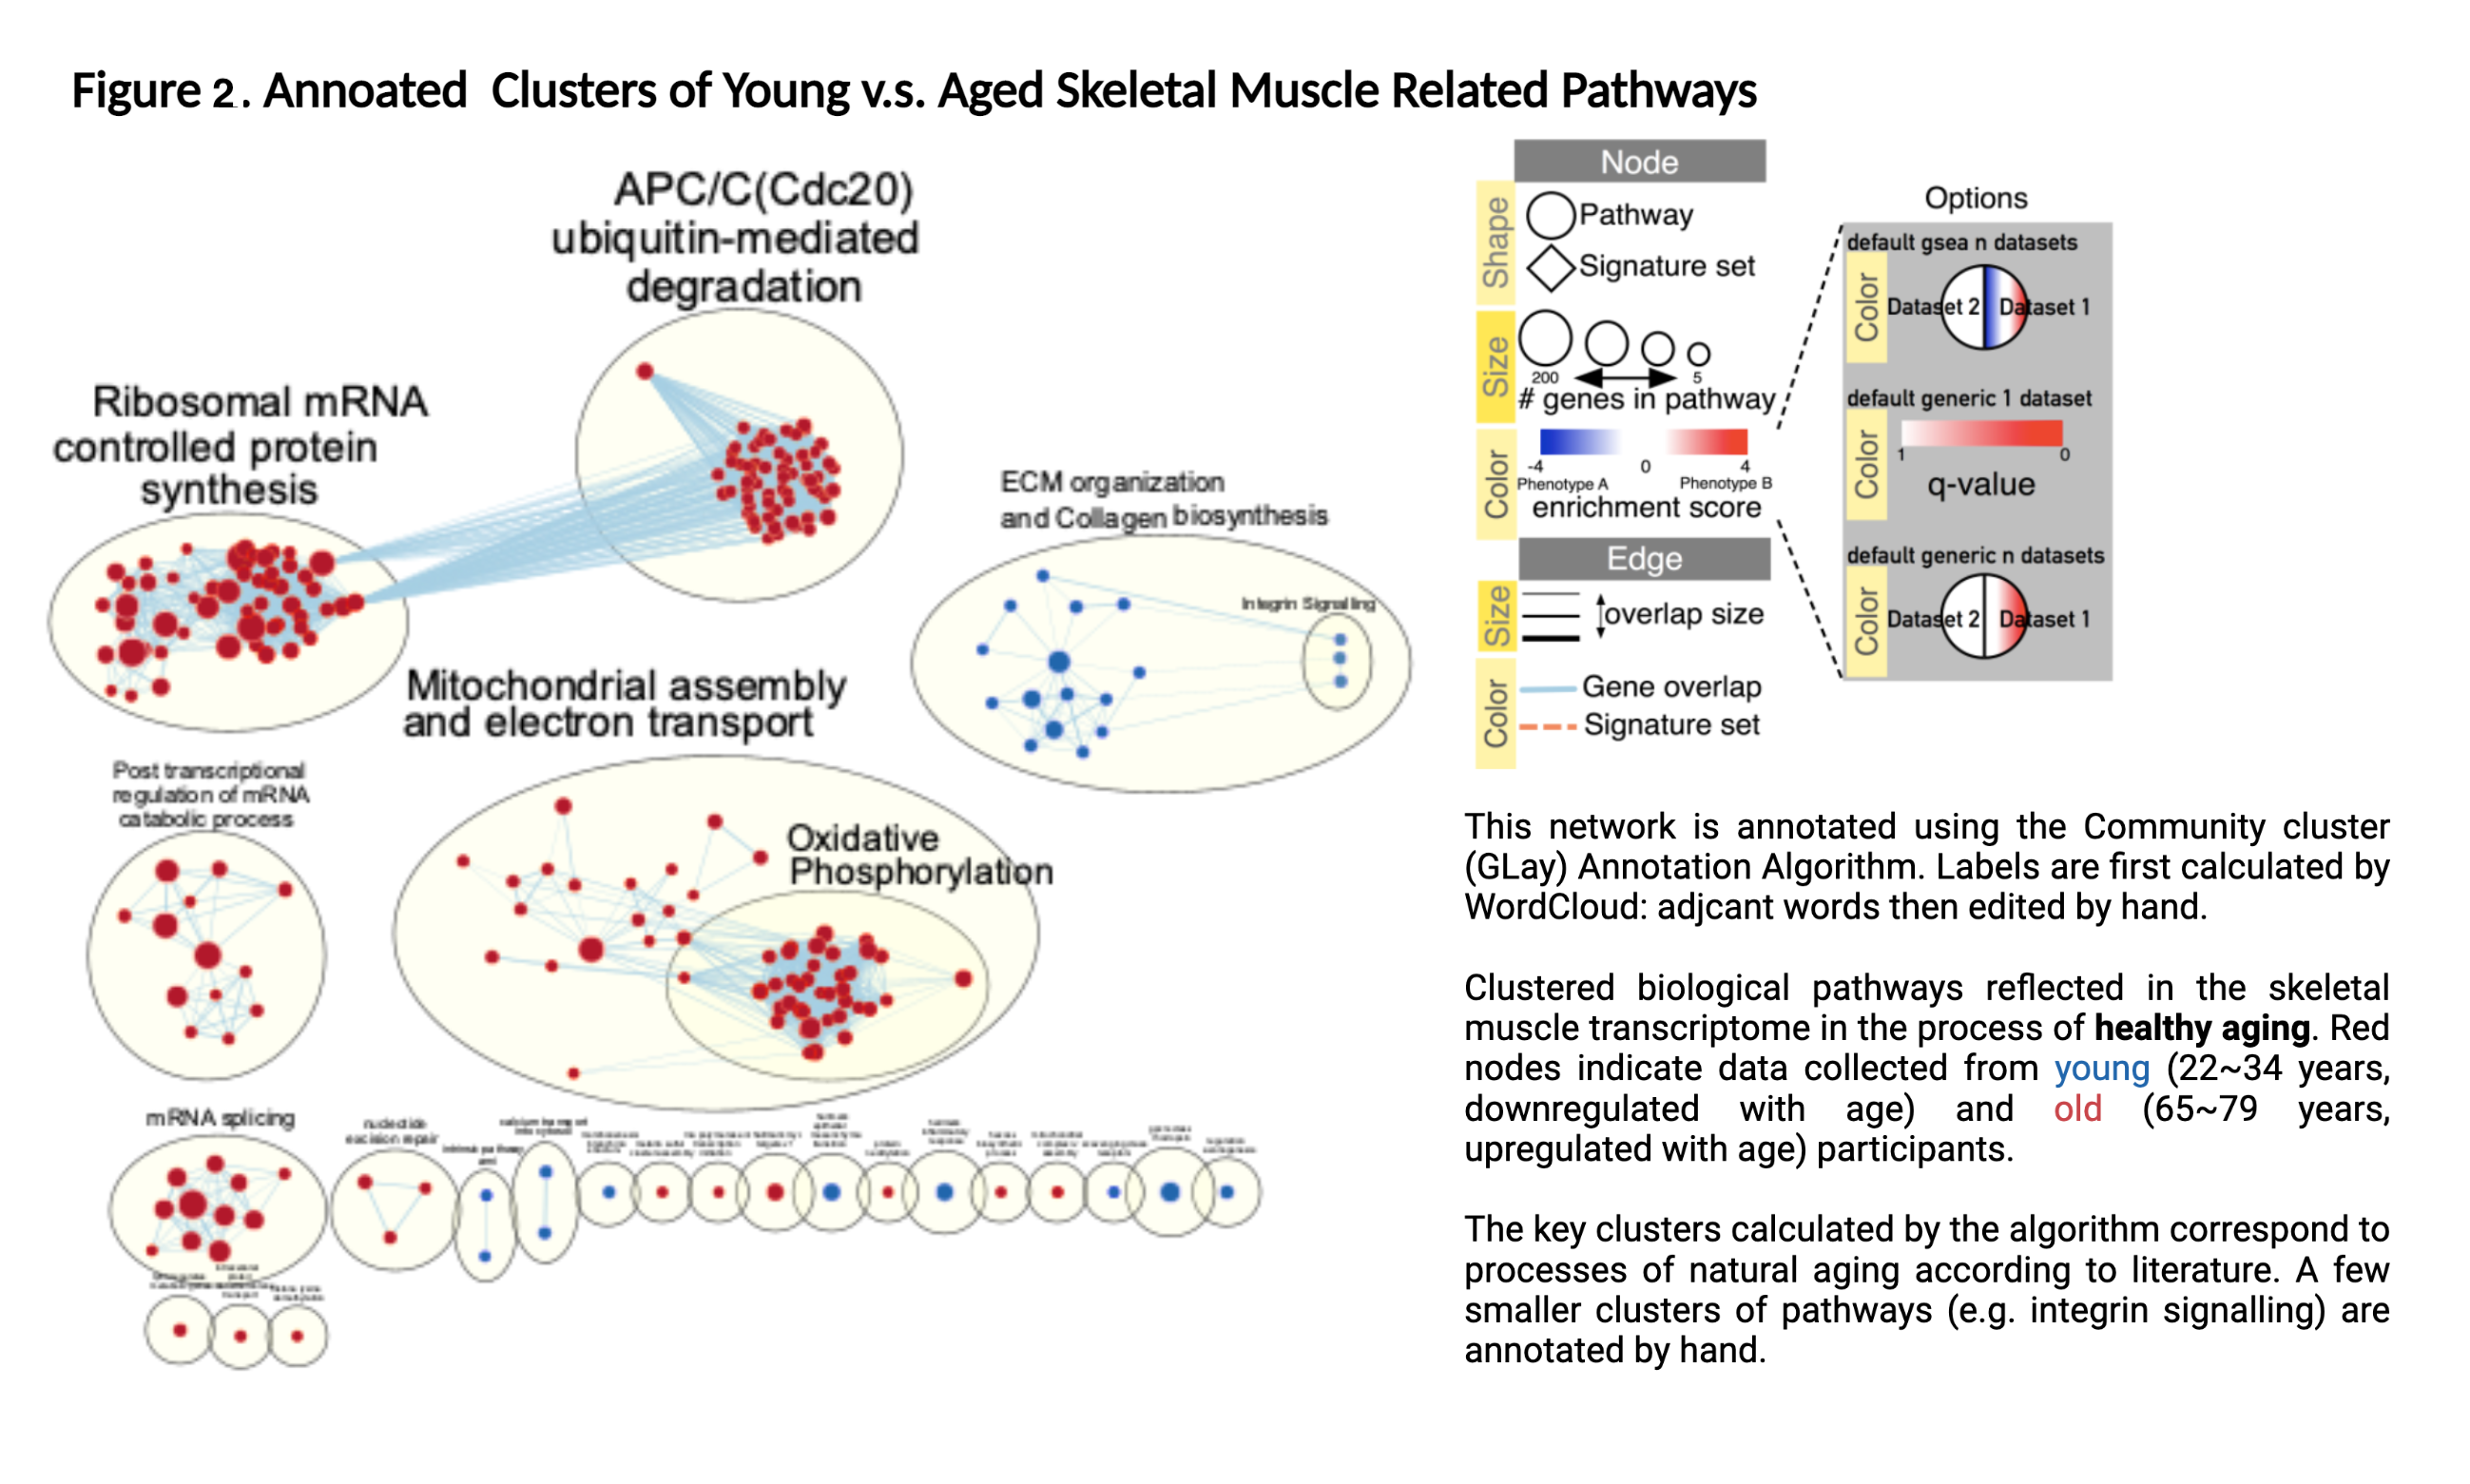 Figure 2. Annoated Clusters of Young v.s. Aged Skeletal Muscle Related Pathways
APC/C(Cdc20)
ubiquitin-mediated
degradation
Ribosomal mRNA
controlled protein
synthesis
ECM organization
and Collagen biosynthesis
Integrin Signalling
Mitochondrial assembly
and electron transport
Oxidative
Phosphorylation
Post transcriptional
regulation of mRNA
catabolic process
mRNA splicing
nucleotide
excision repair
intrinsic pathway
calcium transport
into cytosol
Node
Shape
Pathway
Signature set
Size
200
5
# genes in pathway
Color
-4
0
4
Phenotype A
Phenotype B
enrichment score
Edge
Size
overlap size
Color
Gene overlap
Signature set
Options
default gsea n datasets
Color
Dataset 2
Dataset 1
default generic 1 dataset
Color
1
0
q-value
default generic n datasets
Color
Dataset 2
Dataset 1
This network is annotated using the Community cluster
(GLay) Annotation Algorithm. Labels are first calculated by
WordCloud: adjcant words then edited by hand.
Clustered biological pathways reflected in the skeletal
muscle transcriptome in the process of healthy aging. Red
nodes indicate data collected from young (22~34 years,
downregulated with age) and old (65~79 years,
upregulated with age) participants.
The key clusters calculated by the algorithm correspond to
processes of natural aging according to literature. A few
smaller clusters of pathways (e.g. integrin signalling) are
annotated by hand.